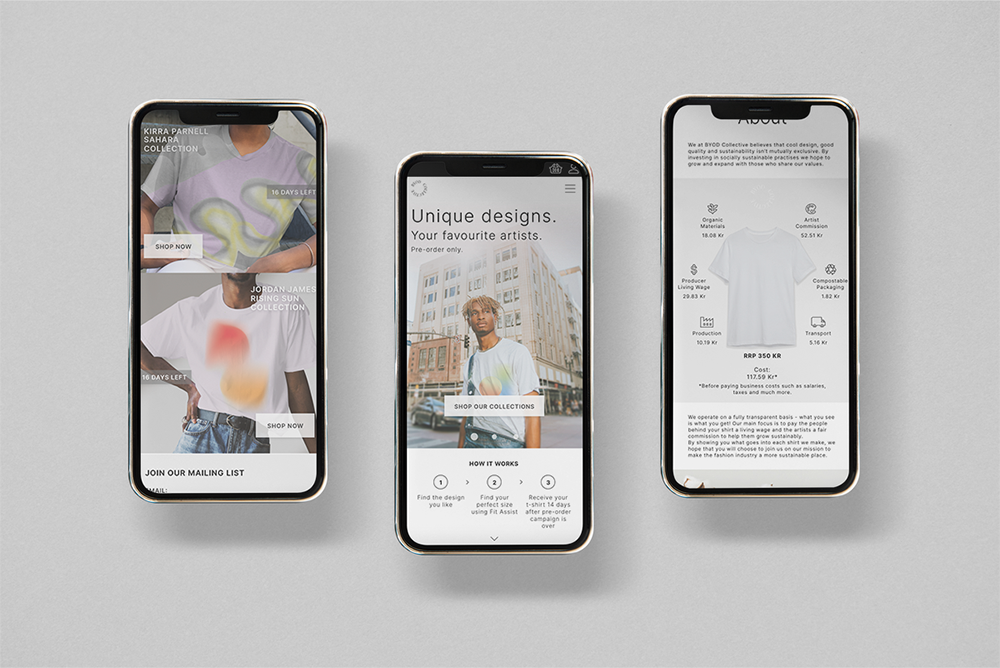 KIRRA PARNELL
SAHARA
COLLECTION
16 DAYS LEFT
SHOP NOW
JORDAN JAMES
RISING SUN
COLLECTION
16 DAYS LEFT
SHOP NOW
JOIN OUR MAILING LIST
EMAIL:
Unique designs.
Your favourite artists.
Pre-order only.
SHOP OUR COLLECTIONS
HOW IT WORKS
1
2
3
Find the design
you like
Find your
perfect size
using Fit Assist
Receive your
t-shirt 14 days
after pre-order
campaign is
over
About
We at BYOD Collective believes that cool design, good
quality and sustainability isn't mutually exclusive. By
investing in socially sustainable practises we hope to
grow and expand with those who share our values.
Organic
Materials
18.08 Kr
Artist
Commission
52.51 Kr
Producer
Living Wage
29.83 Kr
Compostable
Packaging
1.82 Kr
Production
10.19 Kr
Transport
5.16 Kr
RRP 350 KR
Cost:
117.59 Kr*
*Before paying business costs such as salaries,
taxes and much more.
We operate on a fully transparent basis - what you see
is what you get! Our main focus is to pay the people
behind your shirt a living wage and the artists a fair
commission to help them grow sustainably.
By showing you what goes into each shirt we make, we
hope that you will choose to join us on our mission to
make the fashion industry a more sustainable place.